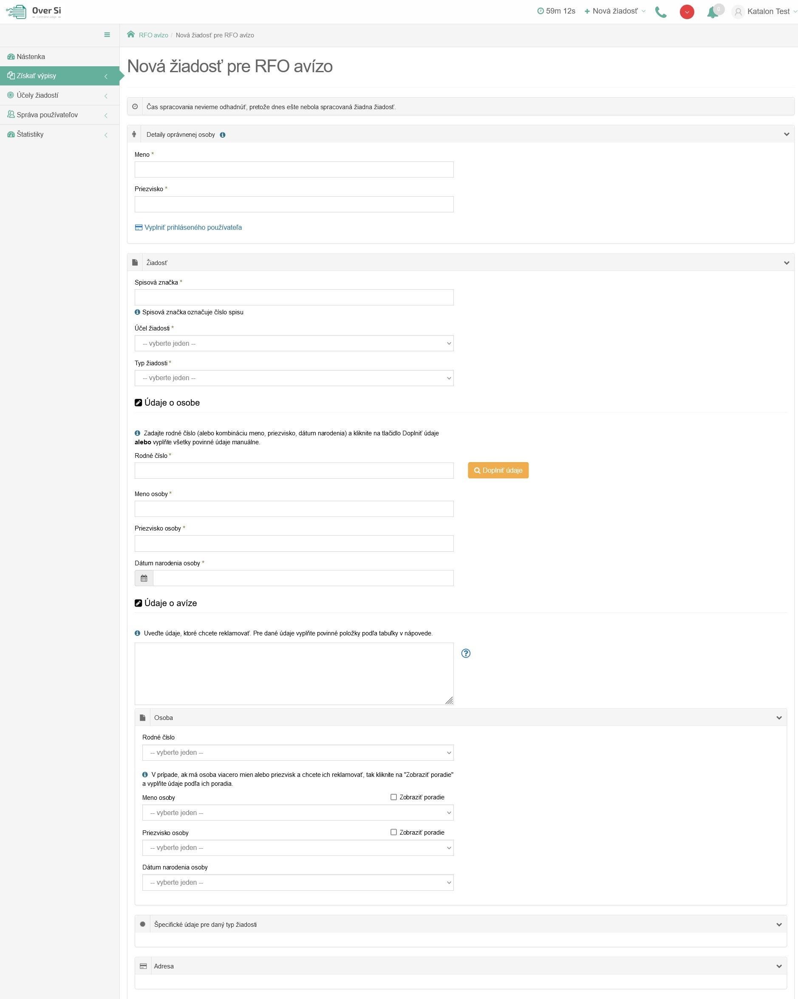 Over Si
Centrálne údaje
59m 12s
Nová žiadosť
0
Katalon Test
RFO avízo / Nová žiadosť pre RFO avízo
Nástenka
Získať výpisy
Účely žiadostí
Správa používateľov
Štatistiky
Nová žiadosť pre RFO avízo
Čas spracovania nevieme odhadnúť, pretože dnes ešte nebola spracovaná žiadna žiadosť.
Detaily oprávnenej osoby
Meno *
Priezvisko *
Vyplniť prihláseného používateľa
Žiadosť
Spisová značka *
Spisová značka označuje číslo spisu
Účel žiadosti *
-- vyberte jeden --
Typ žiadosti *
-- vyberte jeden --
Údaje o osobe
Zadajte rodné číslo (alebo kombináciu meno, priezvisko, dátum narodenia) a kliknite na tlačidlo Doplniť údaje
alebo vyplňte všetky povinné údaje manuálne.
Rodné číslo *
Doplniť údaje
Meno osoby *
Priezvisko osoby *
Dátum narodenia osoby *
Údaje o avíze
Uveďte údaje, ktoré chcete reklamovať. Pre dané údaje vyplňte povinné položky podľa tabuľky v nápovede.
Osoba
Rodné číslo
-- vyberte jeden --
V prípade, ak má osoba viacero mien alebo priezvisk a chcete ich reklamovať, tak kliknite na "Zobraziť poradie"
a vyplňte údaje podľa ich poradia.
Meno osoby
Zobraziť poradie
-- vyberte jeden --
Priezvisko osoby
Zobraziť poradie
-- vyberte jeden --
Dátum narodenia osoby
-- vyberte jeden --
Špecifické údaje pre daný typ žiadosti
Adresa